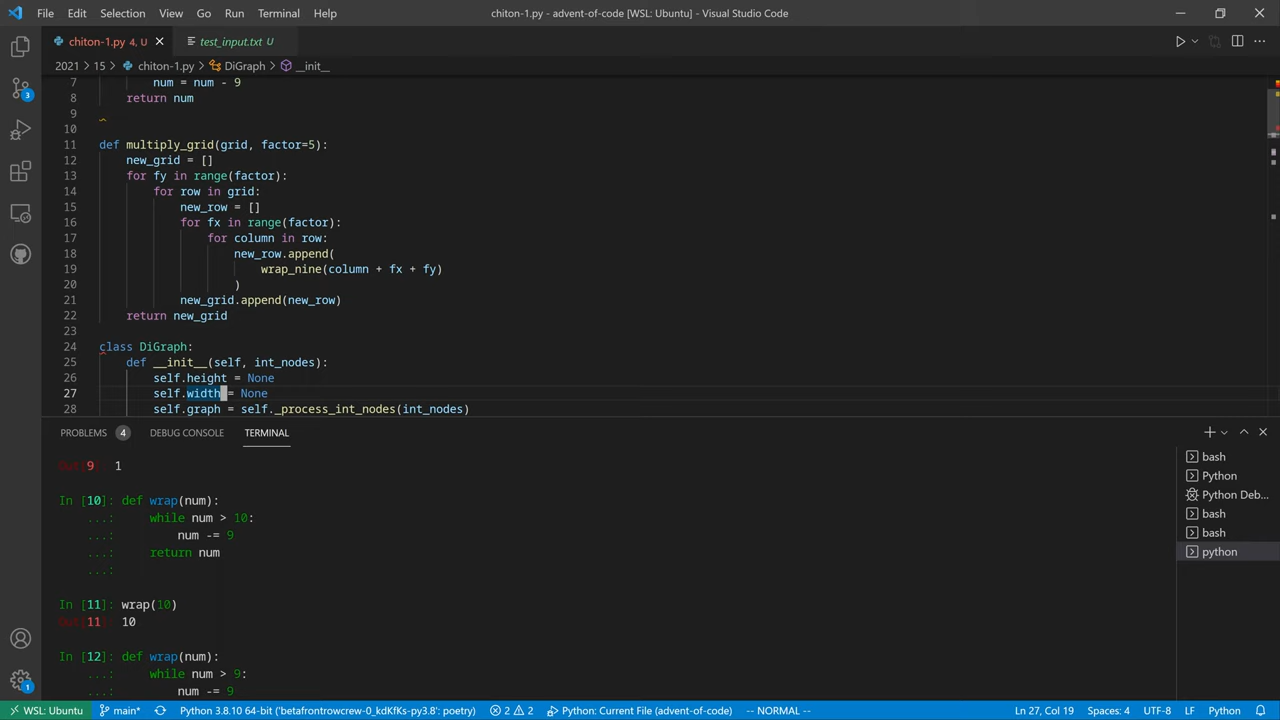 File Edit Selection View Go Run Terminal Help chiton-1.py - advent-of-code [WSL: Ubuntu] - Visual Studio Code
chiton-1.py 4, U test_input.txt U
2021 > 15 > chiton-1.py > DiGraph > __init__
7 num = num - 9
8 return num
9
10
11 def multiply_grid(grid, factor=5):
12 new_grid = []
13 for fy in range(factor):
14 for row in grid:
15 new_row = []
16 for fx in range(factor):
17 for column in row:
18 new_row.append(
19 wrap_nine(column + fx + fy)
20 )
21 new_grid.append(new_row)
22 return new_grid
23
24 class DiGraph:
25 def __init__(self, int_nodes):
26 self.height = None
27 self.width = None
28 self.graph = self._process_int_nodes(int_nodes)
PROBLEMS 4 DEBUG CONSOLE TERMINAL
Out[9] 1
In [10]: def wrap(num):
...: while num > 10:
...: num -= 9
...: return num
...:
In [11]: wrap(10)
Out[11] 10
In [12]: def wrap(num):
...: while num > 9:
...: num -= 9
bash
Python
Python Deb...
bash
bash
python
3
1
WSL: Ubuntu main* Python 3.8.10 64-bit ('betafrontrowcrew-0_kdKfKs-py3.8': poetry) 2 2 Python: Current File (advent-of-code) -- NORMAL -- Ln 27, Col 19 Spaces: 4 UTF-8 LF Python